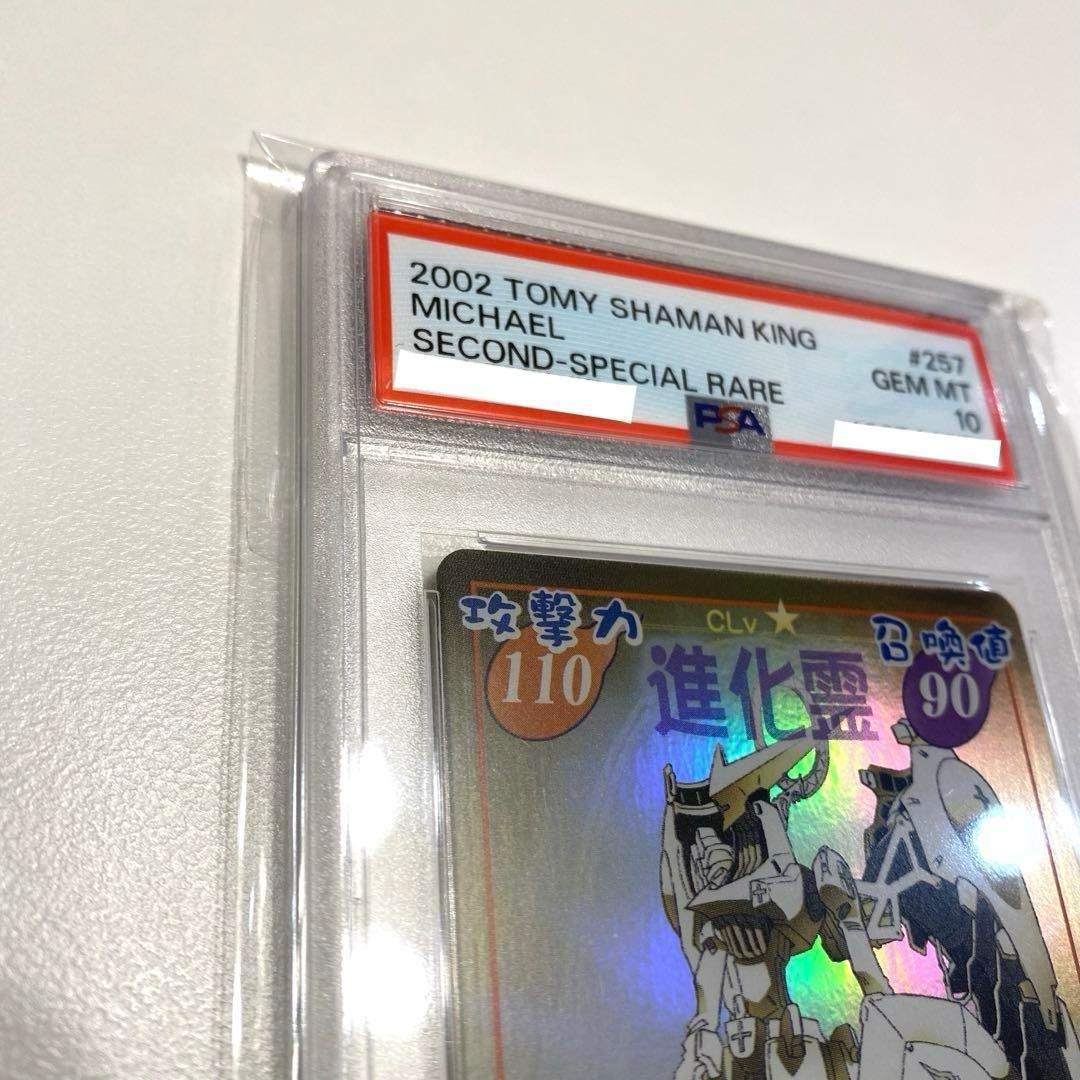 2002 TOMY SHAMAN KING
MICHAEL
SECOND-SPECIAL RARE
#257
GEM MT
10
PSA
攻撃力
110
CLv ★
進化霊
召喚値
90